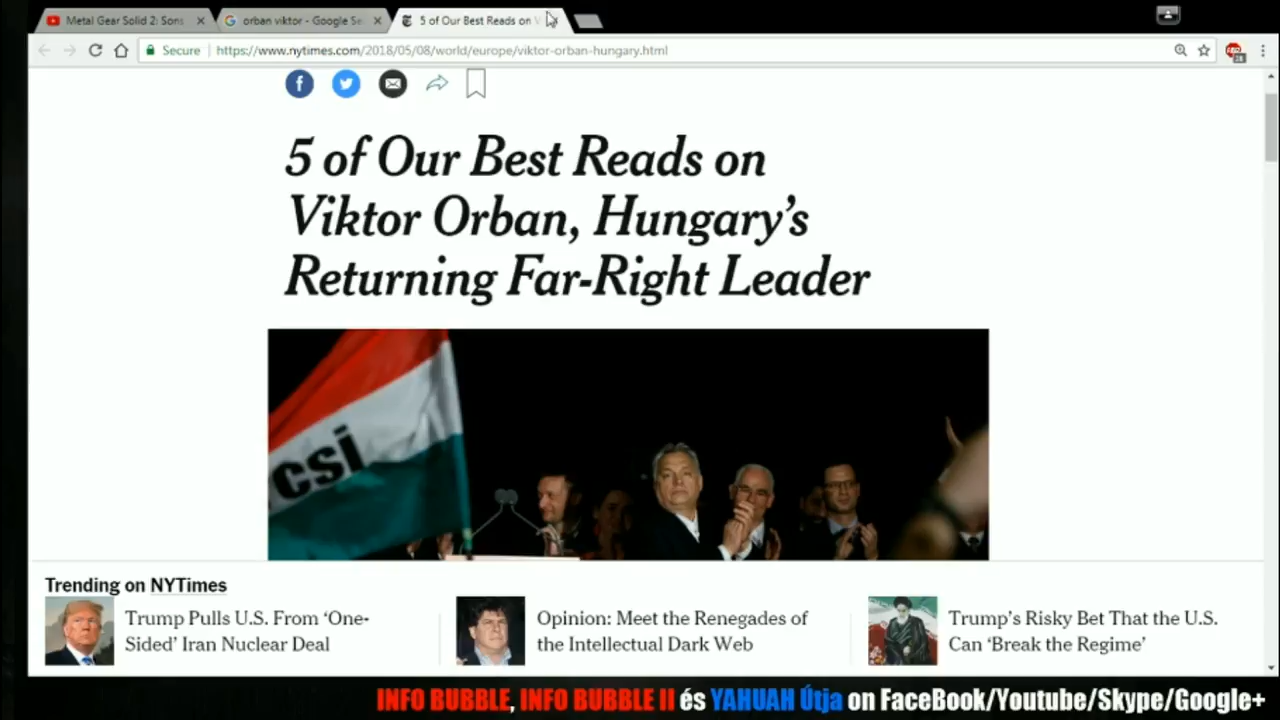 Metal Gear Solid 2: Sons
orban viktor - Google Se
5 of Our Best Reads on V
Secure
https://www.nytimes.com/2018/05/08/world/europe/viktor-orban-hungary.html
5 of Our Best Reads on
Viktor Orban, Hungary’s
Returning Far-Right Leader
csi
Trending on NYTimes
Trump Pulls U.S. From ‘One-
Sided’ Iran Nuclear Deal
Opinion: Meet the Renegades of
the Intellectual Dark Web
Trump’s Risky Bet That the U.S.
Can ‘Break the Regime’
INFO BUBBLE, INFO BUBBLE II és YAHUAH Útja on FaceBook/Youtube/Skype/Google+